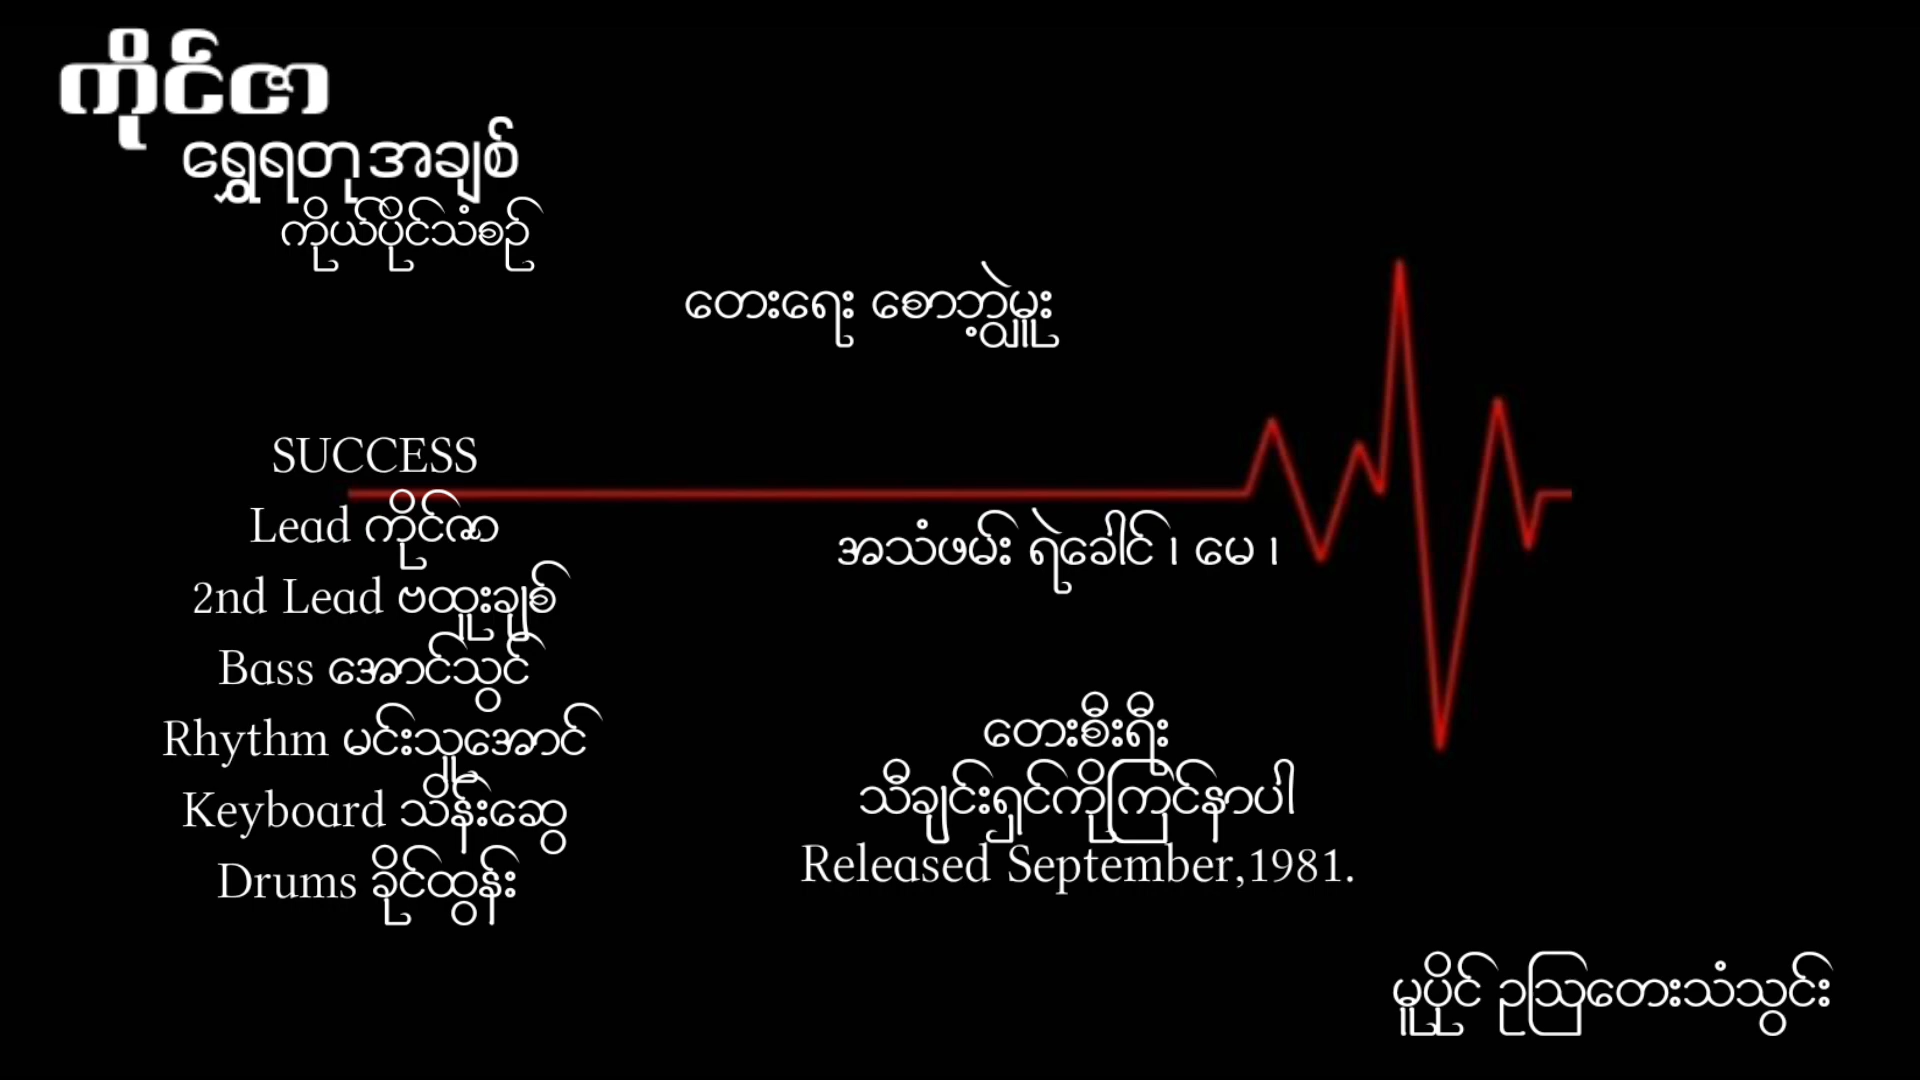 ကိုင်ဇာ
ရွှေရတုအချစ်
ကိုယ်ပိုင်သံစဉ်
တေးရေး စောဘွဲ့မှူး
SUCCESS
Lead ကိုင်ဇာ
2nd Lead ဗထူးချစ်
Bass အောင်သွင်
Rhythm မင်းသူအောင်
Keyboard သိန်းဆွေ
Drums ခိုင်ထွန်း
အသံဖမ်း ရဲခေါင် ၊ မေ ၊
တေးစီးရီး
သီချင်းရှင်ကိုကြင်နာပါ
Released September,1981.
မူပိုင် ဥဩတေးသံသွင်း